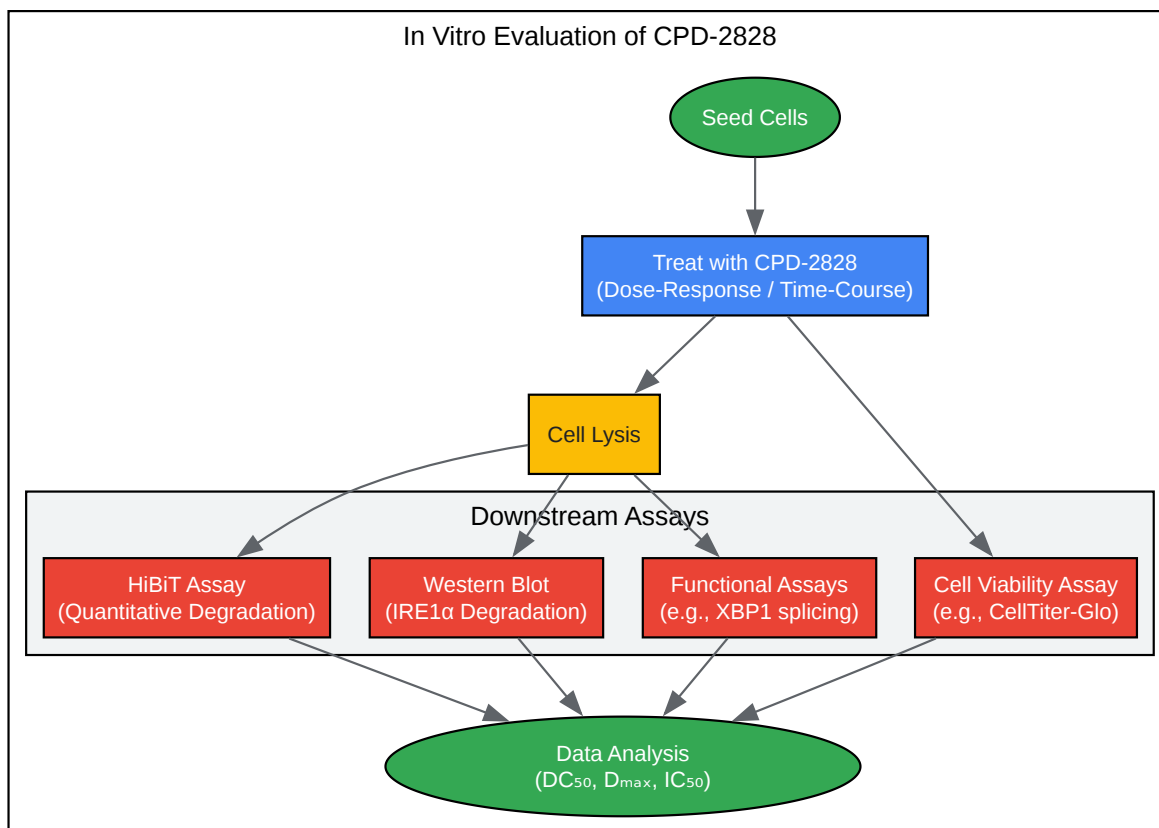 In Vitro Evaluation of CPD-2828
Seed Cells
Treat with CPD-2828
(Dose-Response / Time-Course)
Cell Lysis
Downstream Assays
HiBiT Assay
(Quantitative Degradation)
Western Blot
(IRE1α Degradation)
Functional Assays
(e.g., XBP1 splicing)
Cell Viability Assay
(e.g., CellTiter-Glo)
Data Analysis
(DC₅₀, Dₘₐₓ, IC₅₀)